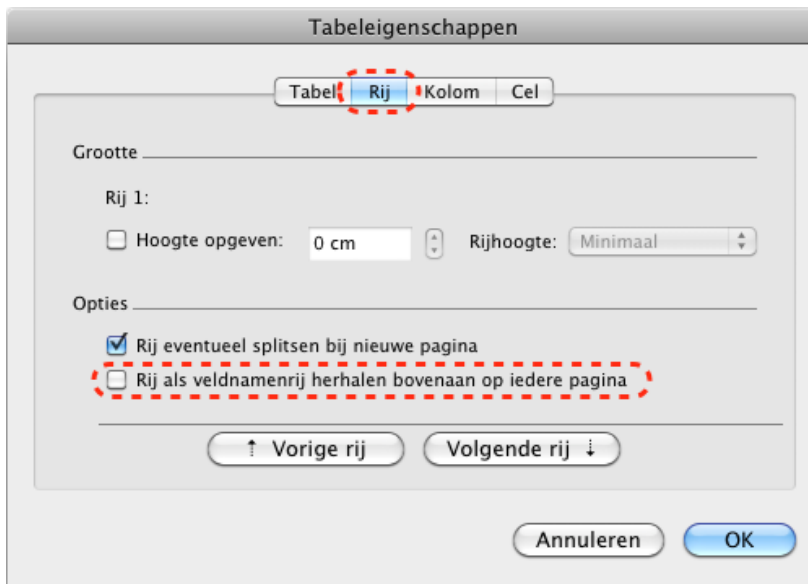 Tabeleigenschappen
Tabel Rij Kolom Cel
Grootte
Rij 1:
Hoogte opgeven: 0 cm Rijhoogte: Minimaal
Opties
Rij eventueel splitsen bij nieuwe pagina
Rij als veldnamenrij herhalen bovenaan op iedere pagina
↑ Vorige rij Volgende rij ↓
Annuleren OK